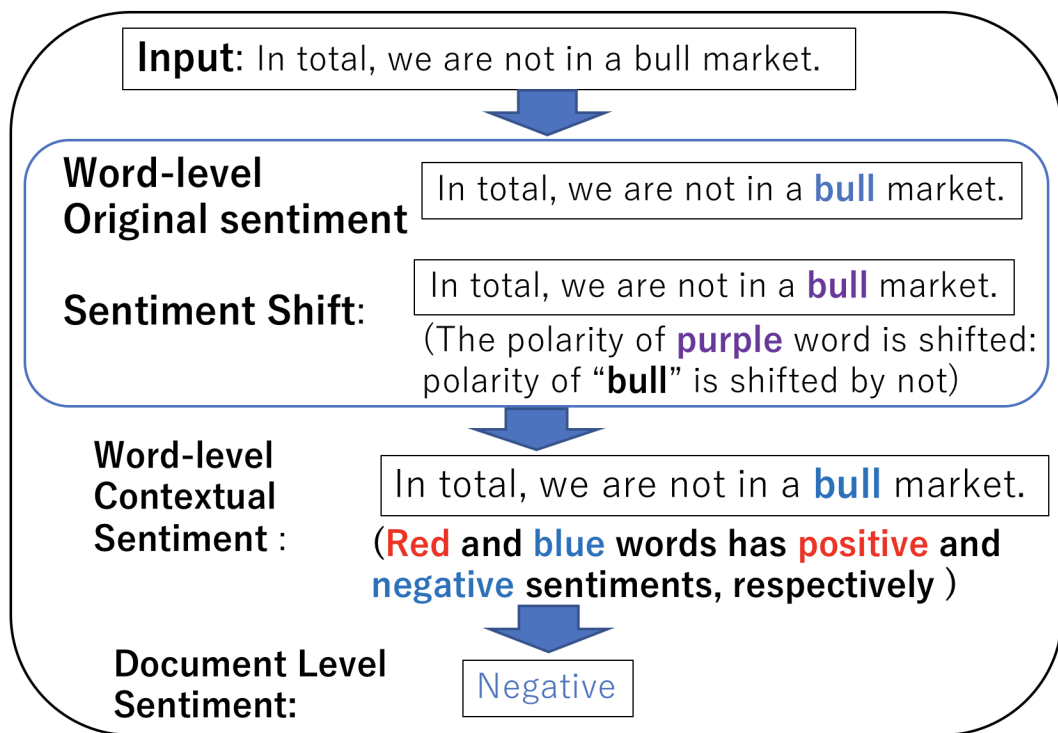 Input: In total, we are not in a bull market.
Word-level
Original sentiment
In total, we are not in a bull market.
Sentiment Shift:
In total, we are not in a bull market.
(The polarity of purple word is shifted:
polarity of “bull” is shifted by not)
Word-level
Contextual
Sentiment :
In total, we are not in a bull market.
(Red and blue words has positive and
negative sentiments, respectively )
Document Level
Sentiment:
Negative